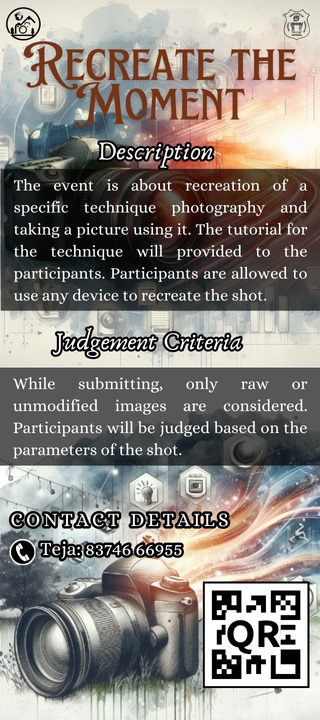 RECREATE THE
MOMENT
Description
The event is about recreation of a
specific technique photography and
taking a picture using it. The tutorial for
the technique will provided to the
participants. Participants are allowed to
use any device to recreate the shot.
Judgement Criteria
While submitting, only raw or
unmodified images are considered.
Participants will be judged based on the
parameters of the shot.
CONTACT DETAILS
Teja: 83746 66955
QR